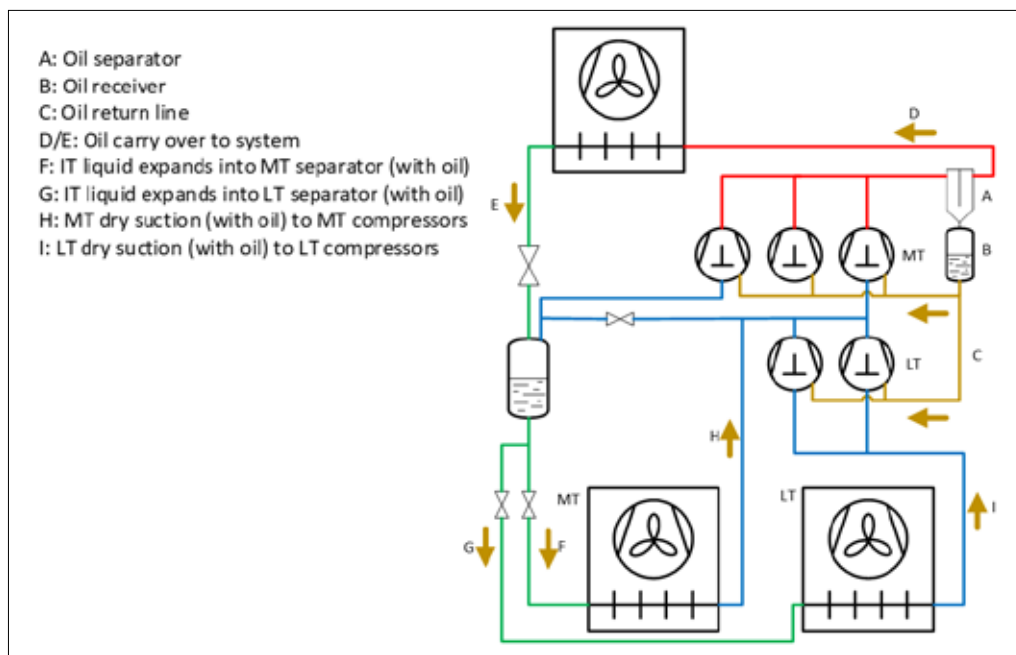 A: Oil separator
B: Oil receiver
C: Oil return line
D/E: Oil carry over to system
F: IT liquid expands into MT separator (with oil)
G: IT liquid expands into LT separator (with oil)
H: MT dry suction (with oil) to MT compressors
I: LT dry suction (with oil) to LT compressors
D
A
E
B
MT
LT
C
H
MT
LT
I
G
F